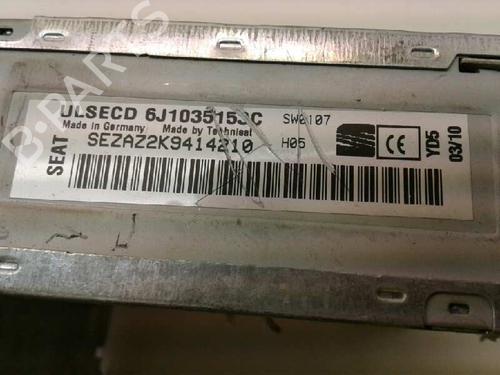 B-PARTS
ULSECD 6J1035153C
SW0107
Made in Germany Made by Technisat
SEZAZ2K9414210
H05
SEAT
CE
YD5
03/10